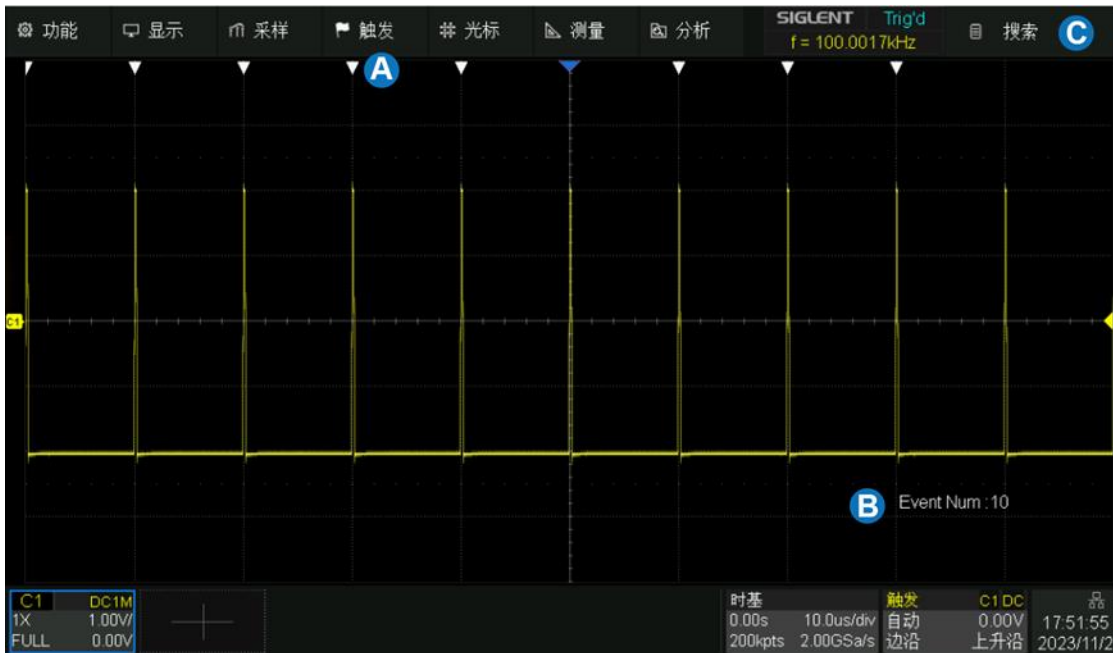 功能
显示
采样
触发
光标
测量
分析
SIGLENT Trig'd
f = 100.0017kHz
搜索
C
A
C1
B
Event Num : 10
C1 DC1M
1X 1.00V/
FULL 0.00V
时基
0.00s 10.0us/div
200kpts 2.00GSa/s
触发 C1 DC
自动 0.00V
边沿 上升沿
17:51:55
2023/11/2